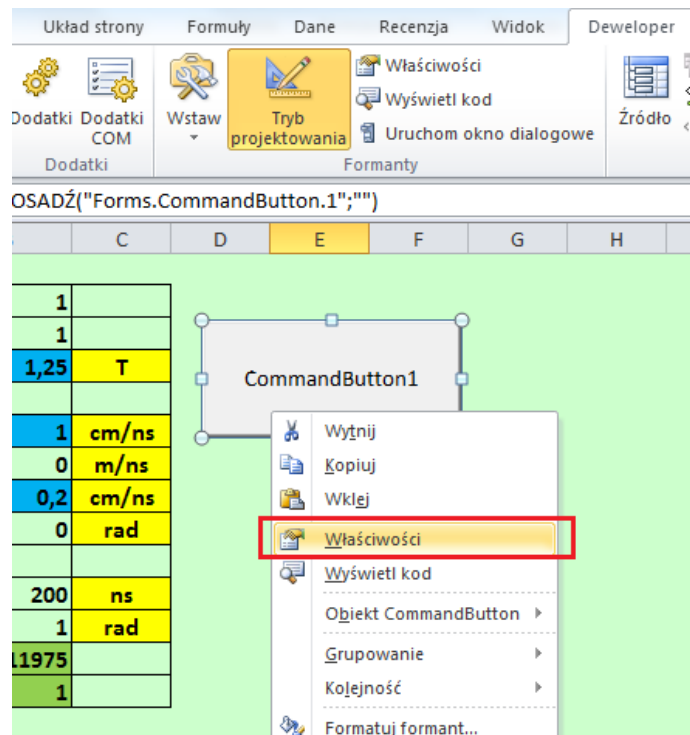 Układ strony Formuły Dane Recenzja Widok Deweloper
Dodatki Dodatki COM
Wstaw Tryb projektowania
Właściwości
Wyświetl kod
Uruchom okno dialogowe
Źródło
Dodatki Formanty
OSADŹ("Forms.CommandButton.1";"")
C D E F G H
1
1
1,25 T
1 cm/ns
0 m/ns
0,2 cm/ns
0 rad
200 ns
1 rad
11975
1
CommandButton1
Wytnij
Kopiuj
Wklej
Właściwości
Wyświetl kod
Obiekt CommandButton
Grupowanie
Kolejność
Formatuj formant...